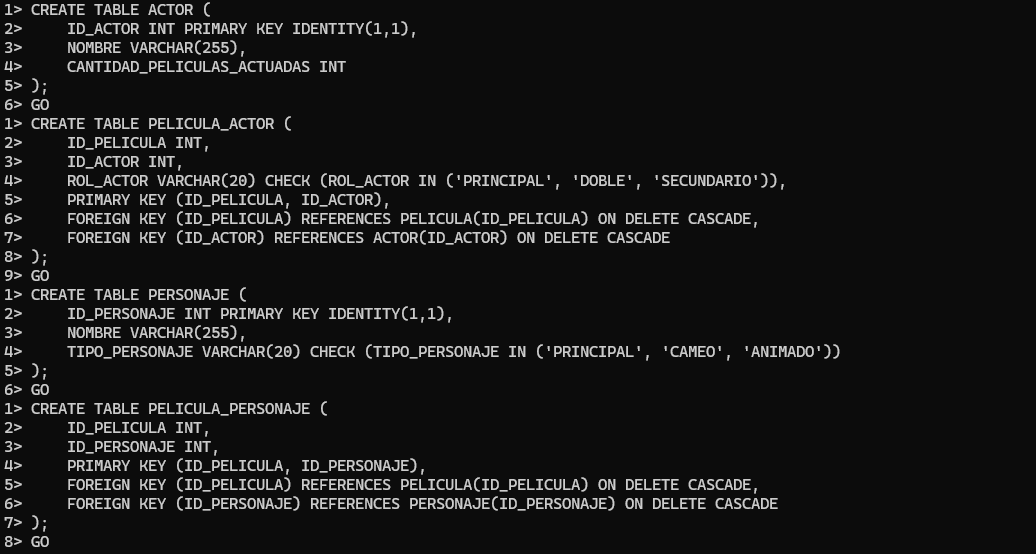 1> CREATE TABLE ACTOR (
2>     ID_ACTOR INT PRIMARY KEY IDENTITY(1,1),
3>     NOMBRE VARCHAR(255),
4>     CANTIDAD_PELICULAS_ACTUADAS INT
5> );
6> GO
1> CREATE TABLE PELICULA_ACTOR (
2>     ID_PELICULA INT,
3>     ID_ACTOR INT,
4>     ROL_ACTOR VARCHAR(20) CHECK (ROL_ACTOR IN ('PRINCIPAL', 'DOBLE', 'SECUNDARIO')),
5>     PRIMARY KEY (ID_PELICULA, ID_ACTOR),
6>     FOREIGN KEY (ID_PELICULA) REFERENCES PELICULA(ID_PELICULA) ON DELETE CASCADE,
7>     FOREIGN KEY (ID_ACTOR) REFERENCES ACTOR(ID_ACTOR) ON DELETE CASCADE
8> );
9> GO
1> CREATE TABLE PERSONAJE (
2>     ID_PERSONAJE INT PRIMARY KEY IDENTITY(1,1),
3>     NOMBRE VARCHAR(255),
4>     TIPO_PERSONAJE VARCHAR(20) CHECK (TIPO_PERSONAJE IN ('PRINCIPAL', 'CAMEO', 'ANIMADO'))
5> );
6> GO
1> CREATE TABLE PELICULA_PERSONAJE (
2>     ID_PELICULA INT,
3>     ID_PERSONAJE INT,
4>     PRIMARY KEY (ID_PELICULA, ID_PERSONAJE),
5>     FOREIGN KEY (ID_PELICULA) REFERENCES PELICULA(ID_PELICULA) ON DELETE CASCADE,
6>     FOREIGN KEY (ID_PERSONAJE) REFERENCES PERSONAJE(ID_PERSONAJE) ON DELETE CASCADE
7> );
8> GO